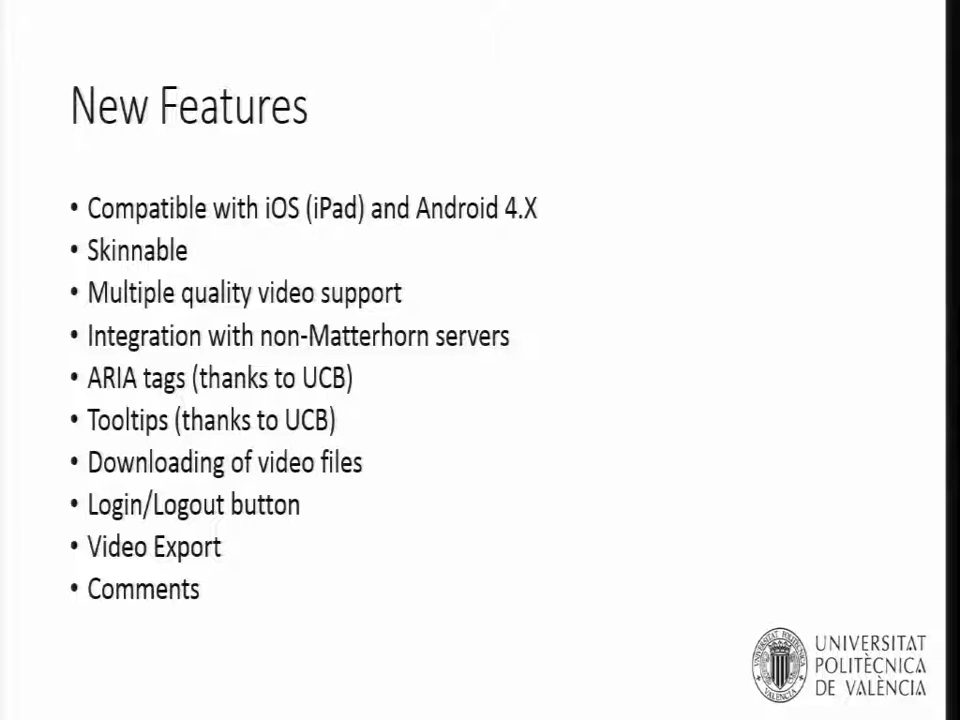 New Features
• Compatible with iOS (iPad) and Android 4.X
• Skinnable
• Multiple quality video support
• Integration with non-Matterhorn servers
• ARIA tags (thanks to UCB)
• Tooltips (thanks to UCB)
• Downloading of video files
• Login/Logout button
• Video Export
• Comments
UNIVERSITAT
POLITÈCNICA
DE VALÈNCIA